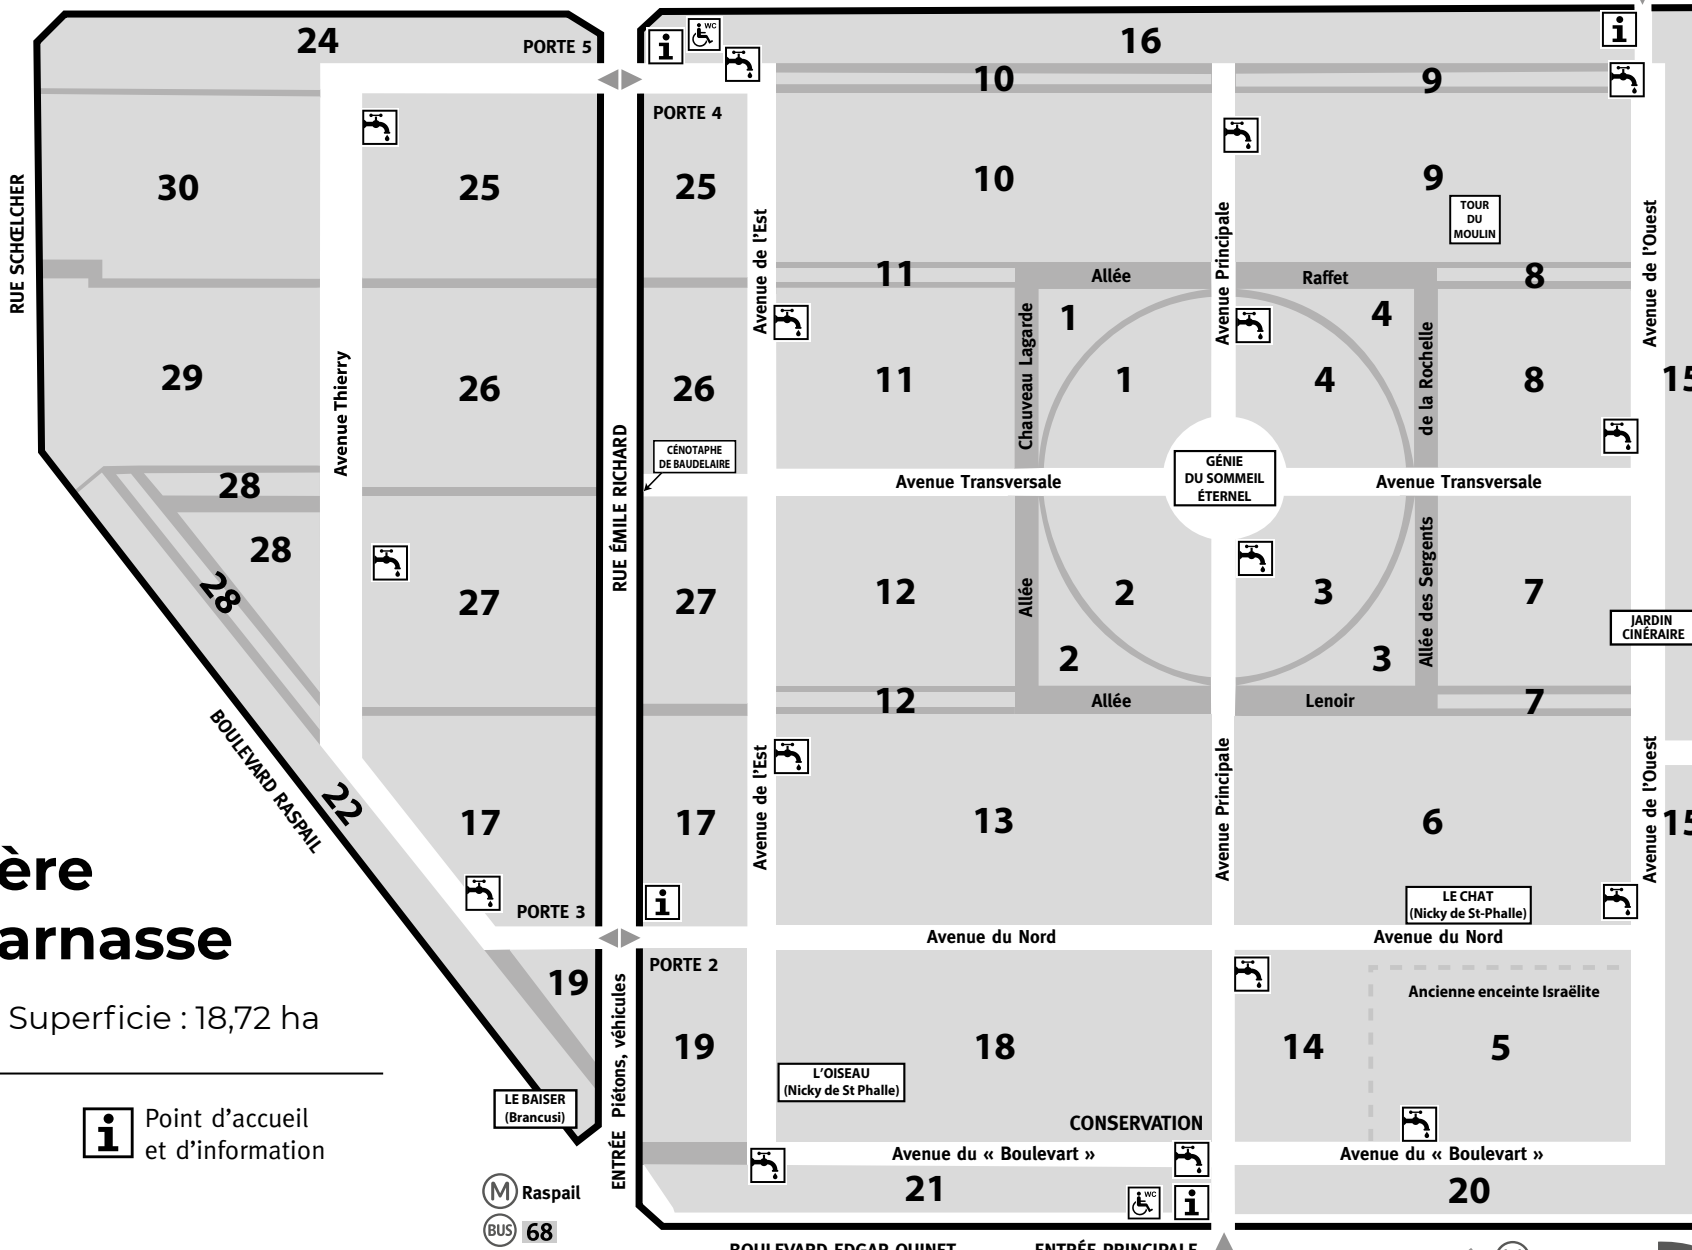 24
PORTE 5
WC
16
10
9
PORTE 4
30
25
25
10
9
TOUR
DU
MOULIN
RUE SCHŒLCHER
Avenue de l'Est
Avenue Principale
Avenue de l'Ouest
11
Allée
Raffet
8
1
4
Chauveau Lagarde
de la Rochelle
29
26
26
11
1
4
8
15
Avenue Thierry
RUE ÉMILE RICHARD
CÉNOTAPHE
DE BAUDELAIRE
GÉNIE
DU SOMMEIL
ÉTERNEL
Avenue Transversale
Avenue Transversale
28
28
28
27
27
12
Allée
2
3
Allée des Sergents
7
JARDIN
CINÉRAIRE
2
3
12
Allée
Lenoir
7
BOULEVARD RASPAIL
22
17
17
Avenue de l'Est
13
Avenue Principale
6
Avenue de l'Ouest
15
LE CHAT
(Nicky de St-Phalle)
ère
arnasse
PORTE 3
Avenue du Nord
Avenue du Nord
PORTE 2
19
Ancienne enceinte Israëlite
Superficie : 18,72 ha
ENTRÉE Piétons, véhicules
19
18
14
5
L'OISEAU
(Nicky de St Phalle)
LE BAISER
(Brancusi)
Point d'accueil
et d'information
CONSERVATION
Avenue du « Boulevart »
Avenue du « Boulevart »
21
WC
20
M Raspail
BUS 68
BOULEVARD EDGAR QUINET
ENTRÉE PRINCIPALE